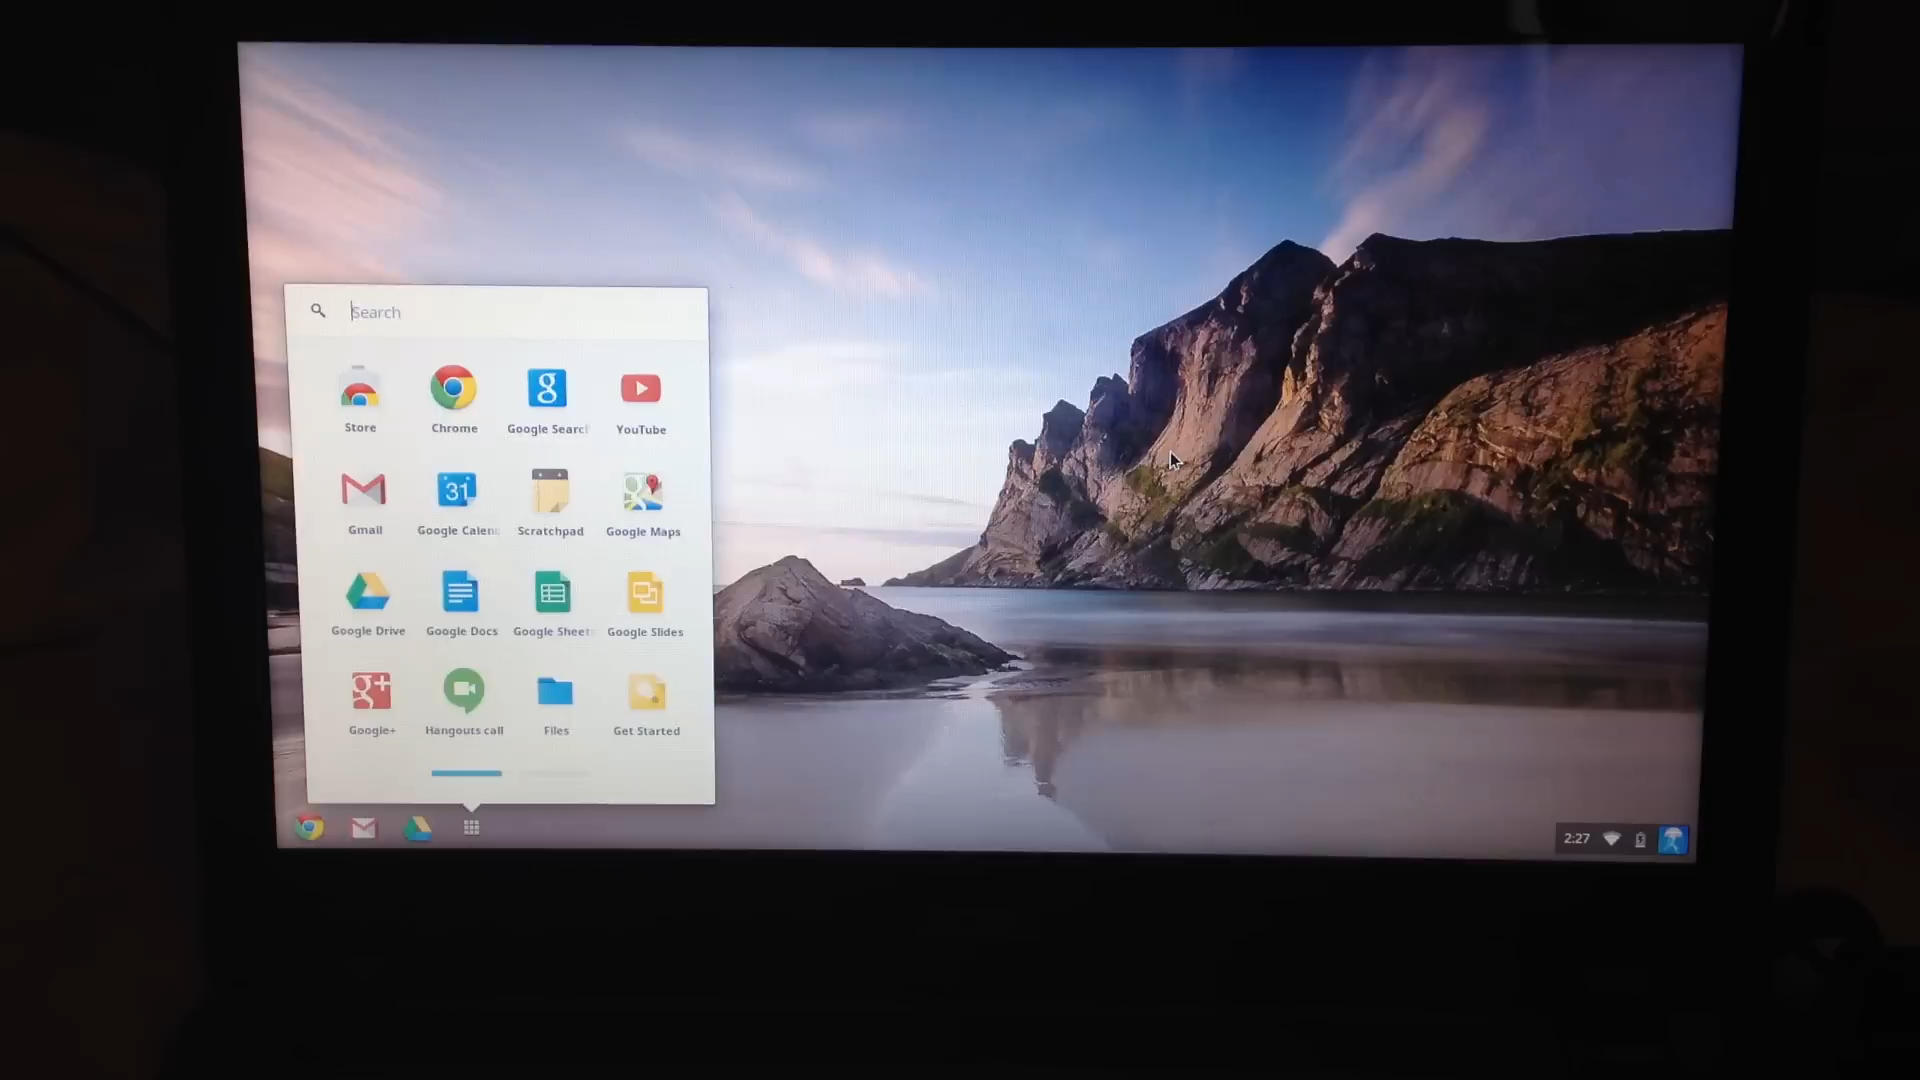 Search
Store
Chrome
Google Searc
YouTube
31
Gmail
Google Calen
Scratchpad
Google Maps
Google Drive
Google Docs
Google Sheet
Google Slides
g+
Google+
Hangouts call
Files
Get Started
2:27